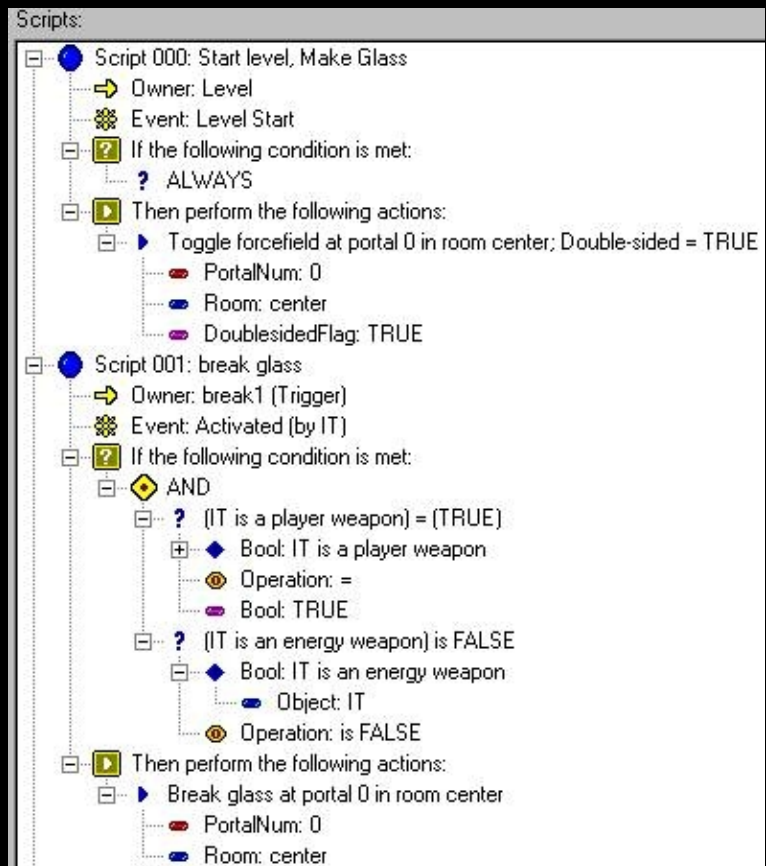 Scripts:
Script 000: Start level, Make Glass
Owner: Level
Event: Level Start
If the following condition is met:
? ALWAYS
Then perform the following actions:
Toggle forcefield at portal 0 in room center; Double-sided = TRUE
PortalNum: 0
Room: center
DoublesidedFlag: TRUE
Script 001: break glass
Owner: break1 (Trigger)
Event: Activated (by IT)
? If the following condition is met:
AND
? (IT is a player weapon) = (TRUE)
Bool: IT is a player weapon
Operation: =
Bool: TRUE
? (IT is an energy weapon) is FALSE
Bool: IT is an energy weapon
Object: IT
Operation: is FALSE
Then perform the following actions:
Break glass at portal 0 in room center
PortalNum: 0
Room: center